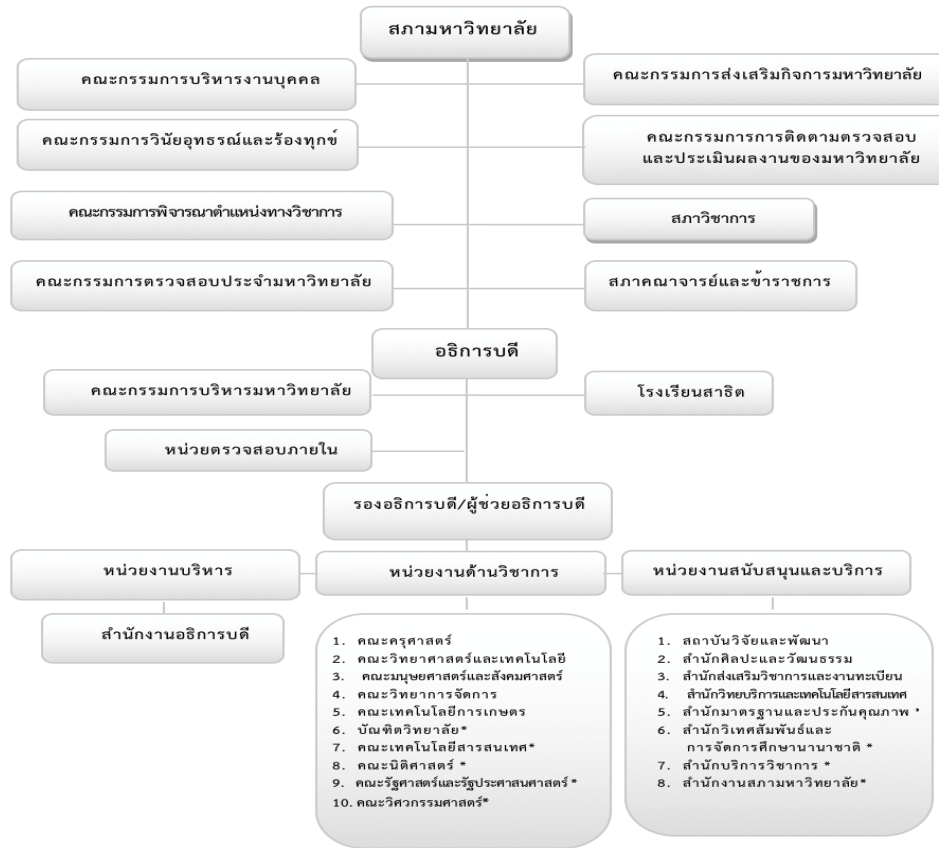 สภามหาวิทยาลัย
คณะกรรมการบริหารงานบุคคล
คณะกรรมการส่งเสริมกิจการมหาวิทยาลัย
คณะกรรมการวินัยอุทธรณ์และร้องทุกข์
คณะกรรมการการติดตามตรวจสอบ
และประเมินผลงานของมหาวิทยาลัย
คณะกรรมการพิจารณาตำแหน่งทางวิชาการ
สภาวิชาการ
คณะกรรมการตรวจสอบประจำมหาวิทยาลัย
สภาคณาจารย์และข้าราชการ
อธิการบดี
คณะกรรมการบริหารมหาวิทยาลัย
โรงเรียนสาธิต
หน่วยตรวจสอบภายใน
รองอธิการบดี/ผู้ช่วยอธิการบดี
หน่วยงานบริหาร
หน่วยงานด้านวิชาการ
หน่วยงานสนับสนุนและบริการ
สำนักงานอธิการบดี
1. คณะครุศาสตร์
2. คณะวิทยาศาสตร์และเทคโนโลยี
3. คณะมนุษยศาสตร์และสังคมศาสตร์
4. คณะวิทยาการจัดการ
5. คณะเทคโนโลยีการเกษตร
6. บัณฑิตวิทยาลัย*
7. คณะเทคโนโลยีสารสนเทศ*
8. คณะนิติศาสตร์ *
9. คณะรัฐศาสตร์และรัฐประศาสนศาสตร์ *
10. คณะวิศวกรรมศาสตร์*
1. สถาบันวิจัยและพัฒนา
2. สำนักศิลปะและวัฒนธรรม
3. สำนักส่งเสริมวิชาการและงานทะเบียน
4. สำนักวิทยบริการและเทคโนโลยีสารสนเทศ
5. สำนักมาตรฐานและประกันคุณภาพ *
6. สำนักวิเทศสัมพันธ์และ
การจัดการศึกษานานาชาติ *
7. สำนักบริการวิชาการ *
8. สำนักงานสภามหาวิทยาลัย*